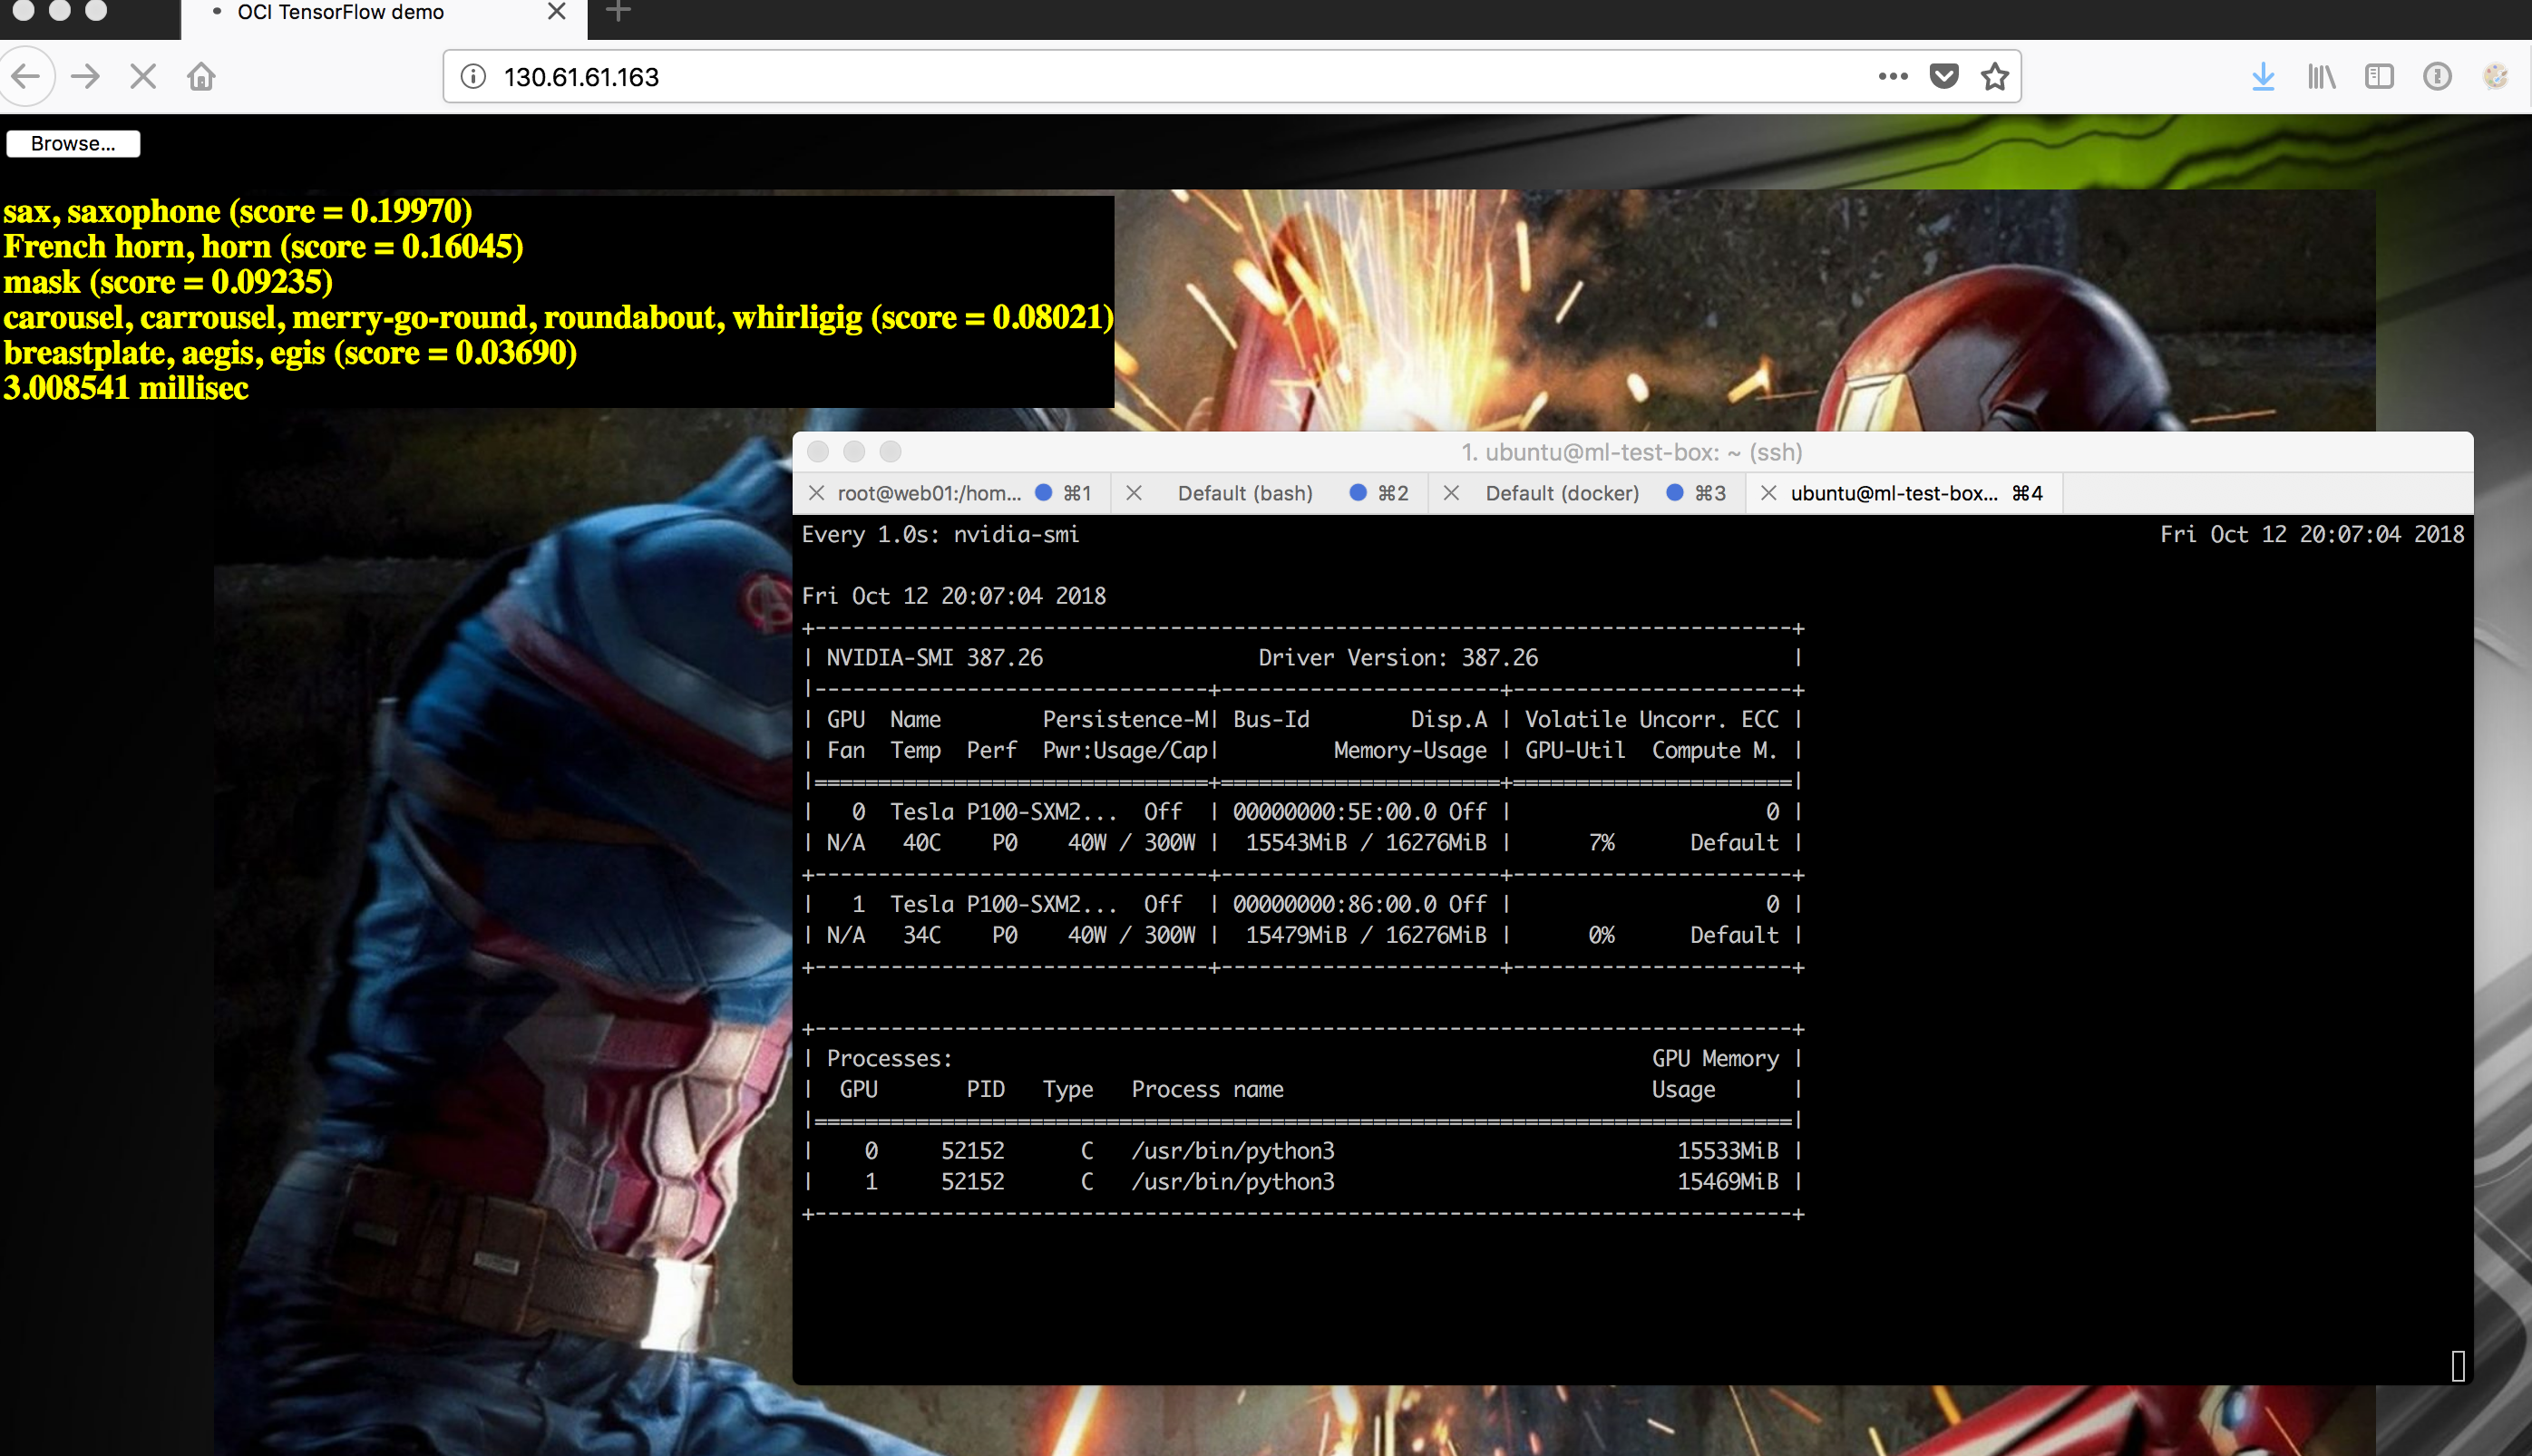 OCI TensorFlow demo
130.61.61.163
Browse...
sax, saxophone (score = 0.19970)
French horn, horn (score = 0.16045)
mask (score = 0.09235)
carousel, carrousel, merry-go-round, roundabout, whirligig (score = 0.08021)
breastplate, aegis, egis (score = 0.03690)
3.008541 millisec
1. ubuntu@ml-test-box: ~ (ssh)
root@web01:/hom... ⌘1 Default (bash) ⌘2 Default (docker) ⌘3 ubuntu@ml-test-box... ⌘4
Every 1.0s: nvidia-smi Fri Oct 12 20:07:04 2018
Fri Oct 12 20:07:04 2018
+-----------------------------------------------------------------------------+
| NVIDIA-SMI 387.26                 Driver Version: 387.26                    |
|-------------------------------+----------------------+----------------------+
| GPU  Name        Persistence-M| Bus-Id        Disp.A | Volatile Uncorr. ECC |
| Fan  Temp  Perf  Pwr:Usage/Cap|         Memory-Usage | GPU-Util  Compute M. |
|===============================+======================+======================|
|   0  Tesla P100-SXM2...  Off  | 00000000:5E:00.0 Off |                    0 |
| N/A   40C    P0    40W / 300W |  15543MiB / 16276MiB |      7%      Default |
+-------------------------------+----------------------+----------------------+
|   1  Tesla P100-SXM2...  Off  | 00000000:86:00.0 Off |                    0 |
| N/A   34C    P0    40W / 300W |  15479MiB / 16276MiB |      0%      Default |
+-------------------------------+----------------------+----------------------+
+-----------------------------------------------------------------------------+
| Processes:                                                       GPU Memory |
|  GPU       PID   Type   Process name                             Usage      |
|=============================================================================|
|    0     52152      C   /usr/bin/python3                           15533MiB |
|    1     52152      C   /usr/bin/python3                           15469MiB |
+-----------------------------------------------------------------------------+